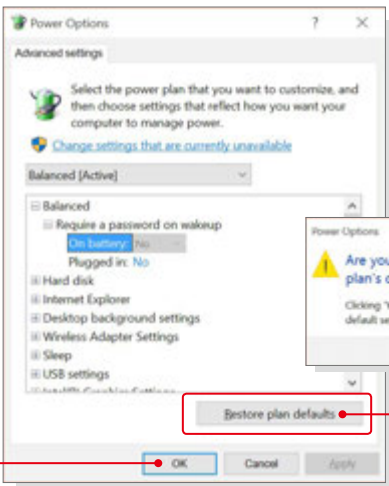 Power Options
Advanced settings
Select the power plan that you want to customize, and
then choose settings that reflect how you want your
computer to manage power.
Change settings that are currently unavailable
Balanced [Active]
Balanced
Require a password on wakeup
On battery: No
Plugged in: No
Hard disk
Internet Explorer
Desktop background settings
Wireless Adapter Settings
Sleep
USB settings
Power Options
Are you
plan's
Clicking
default
Restore plan defaults
OK
Cancel
Apply